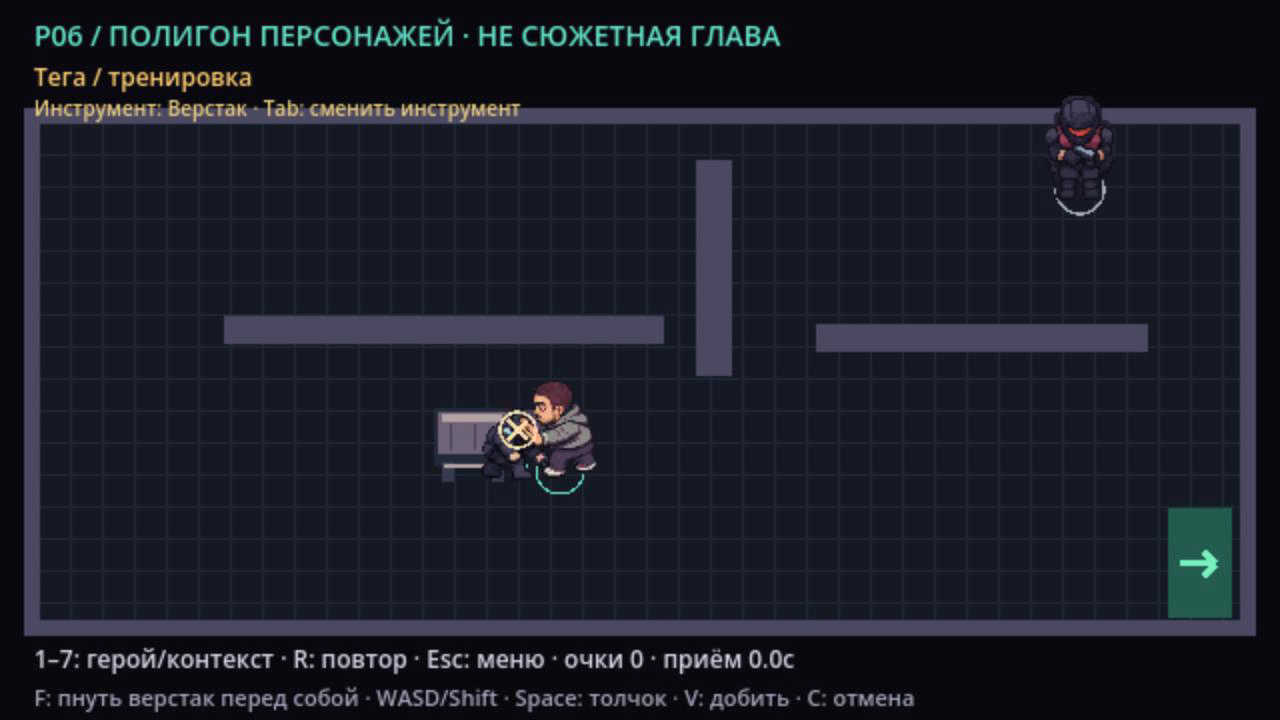 P06 / ПОЛИГОН ПЕРСОНАЖЕЙ · НЕ СЮЖЕТНАЯ ГЛАВА
Тега / тренировка
Инструмент: Верстак · Tab: сменить инструмент
1–7: герой/контекст · R: повтор · Esc: меню · очки 0 · приём 0.0с
F: пнуть верстак перед собой · WASD/Shift · Space: толчок · V: добить · C: отмена